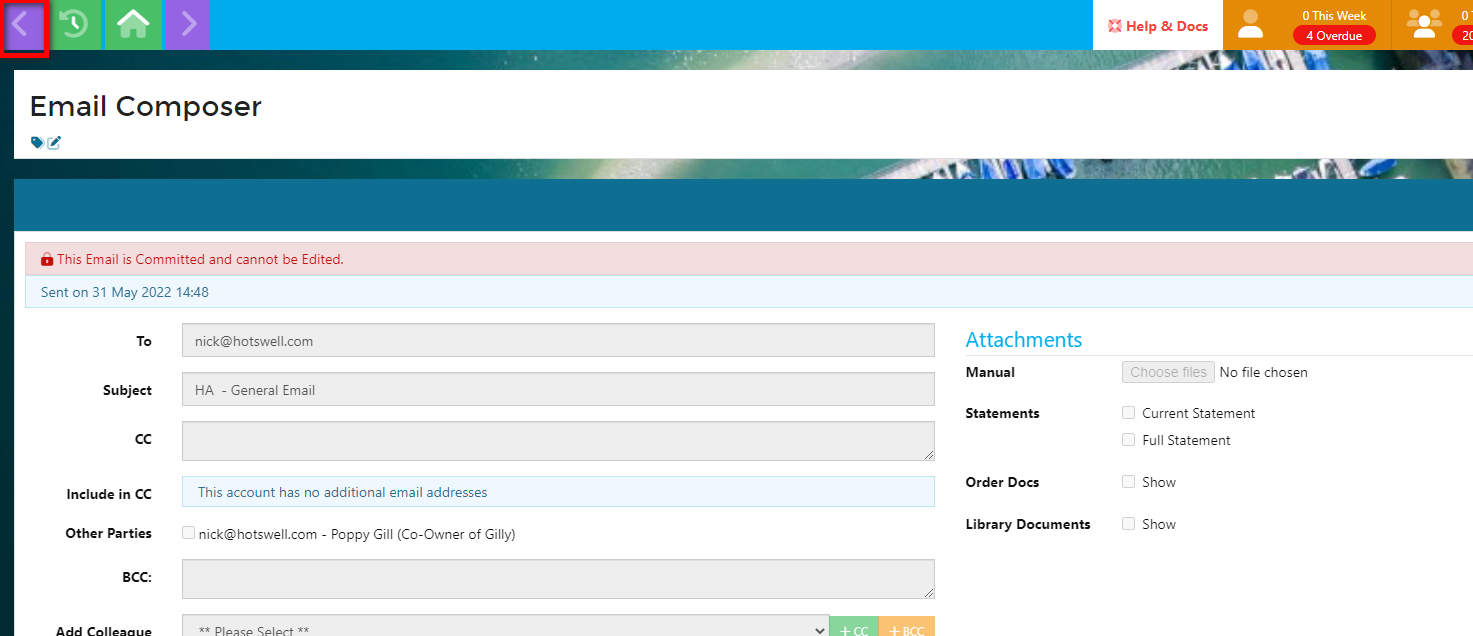 Help & Docs
0 This Week
4 Overdue
0
20
Email Composer
This Email is Committed and cannot be Edited.
Sent on 31 May 2022 14:48
To
nick@hotswell.com
Subject
HA - General Email
CC
Include in CC
This account has no additional email addresses
Other Parties
nick@hotswell.com - Poppy Gill (Co-Owner of Gilly)
BCC:
Add Colleague
** Please Select **
+ CC
+ BCC
Attachments
Manual
Choose files No file chosen
Statements
Current Statement
Full Statement
Order Docs
Show
Library Documents
Show